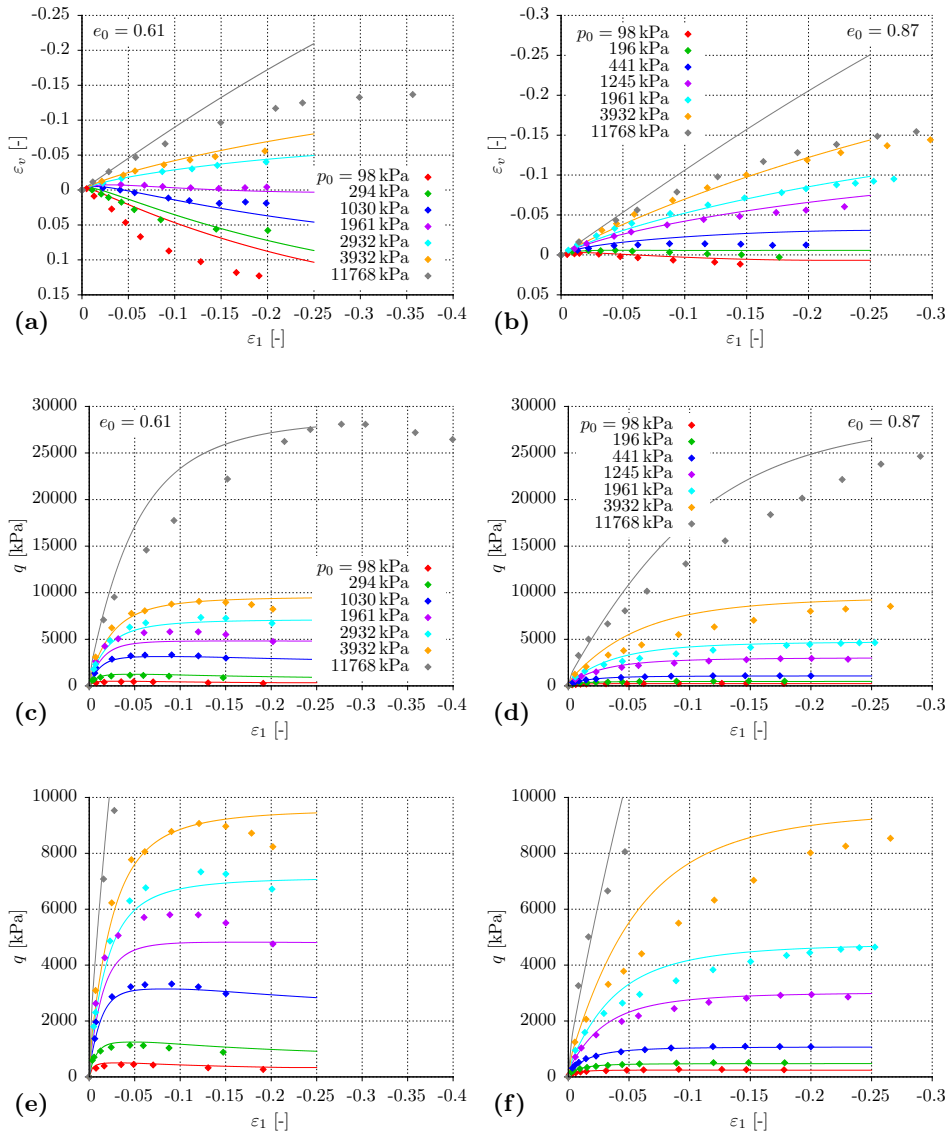 -0.25
-0.2
-0.15
-0.1
-0.05
0
0.05
0.1
0.15
εv [-]
e0 = 0.61
p0 = 98 kPa
294 kPa
1030 kPa
1961 kPa
2932 kPa
3932 kPa
11768 kPa
0 -0.05 -0.1 -0.15 -0.2 -0.25 -0.3 -0.35 -0.4
(a)
ε1 [-]
-0.3
-0.25
-0.2
-0.15
-0.1
-0.05
0
0.05
εv [-]
p0 = 98 kPa
196 kPa
441 kPa
1245 kPa
1961 kPa
3932 kPa
11768 kPa
e0 = 0.87
0 -0.05 -0.1 -0.15 -0.2 -0.25 -0.3
(b)
ε1 [-]
30000
25000
20000
15000
10000
5000
0
q [kPa]
e0 = 0.61
p0 = 98 kPa
294 kPa
1030 kPa
1961 kPa
2932 kPa
3932 kPa
11768 kPa
0 -0.05 -0.1 -0.15 -0.2 -0.25 -0.3 -0.35 -0.4
(c)
ε1 [-]
30000
25000
20000
15000
10000
5000
0
q [kPa]
p0 = 98 kPa
196 kPa
441 kPa
1245 kPa
1961 kPa
3932 kPa
11768 kPa
e0 = 0.87
0 -0.05 -0.1 -0.15 -0.2 -0.25 -0.3
(d)
ε1 [-]
10000
8000
6000
4000
2000
0
q [kPa]
0 -0.05 -0.1 -0.15 -0.2 -0.25 -0.3 -0.35 -0.4
(e)
ε1 [-]
10000
8000
6000
4000
2000
0
q [kPa]
0 -0.05 -0.1 -0.15 -0.2 -0.25 -0.3
(f)
ε1 [-]